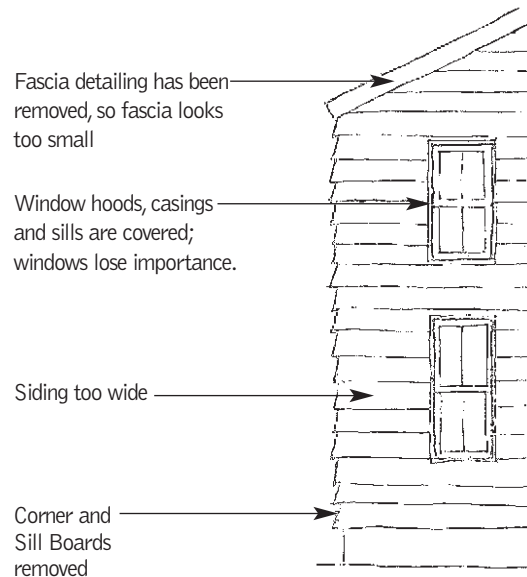 Fascia detailing has been
removed, so fascia looks
too small
Window hoods, casings
and sills are covered;
windows lose importance.
Siding too wide
Corner and
Sill Boards
removed